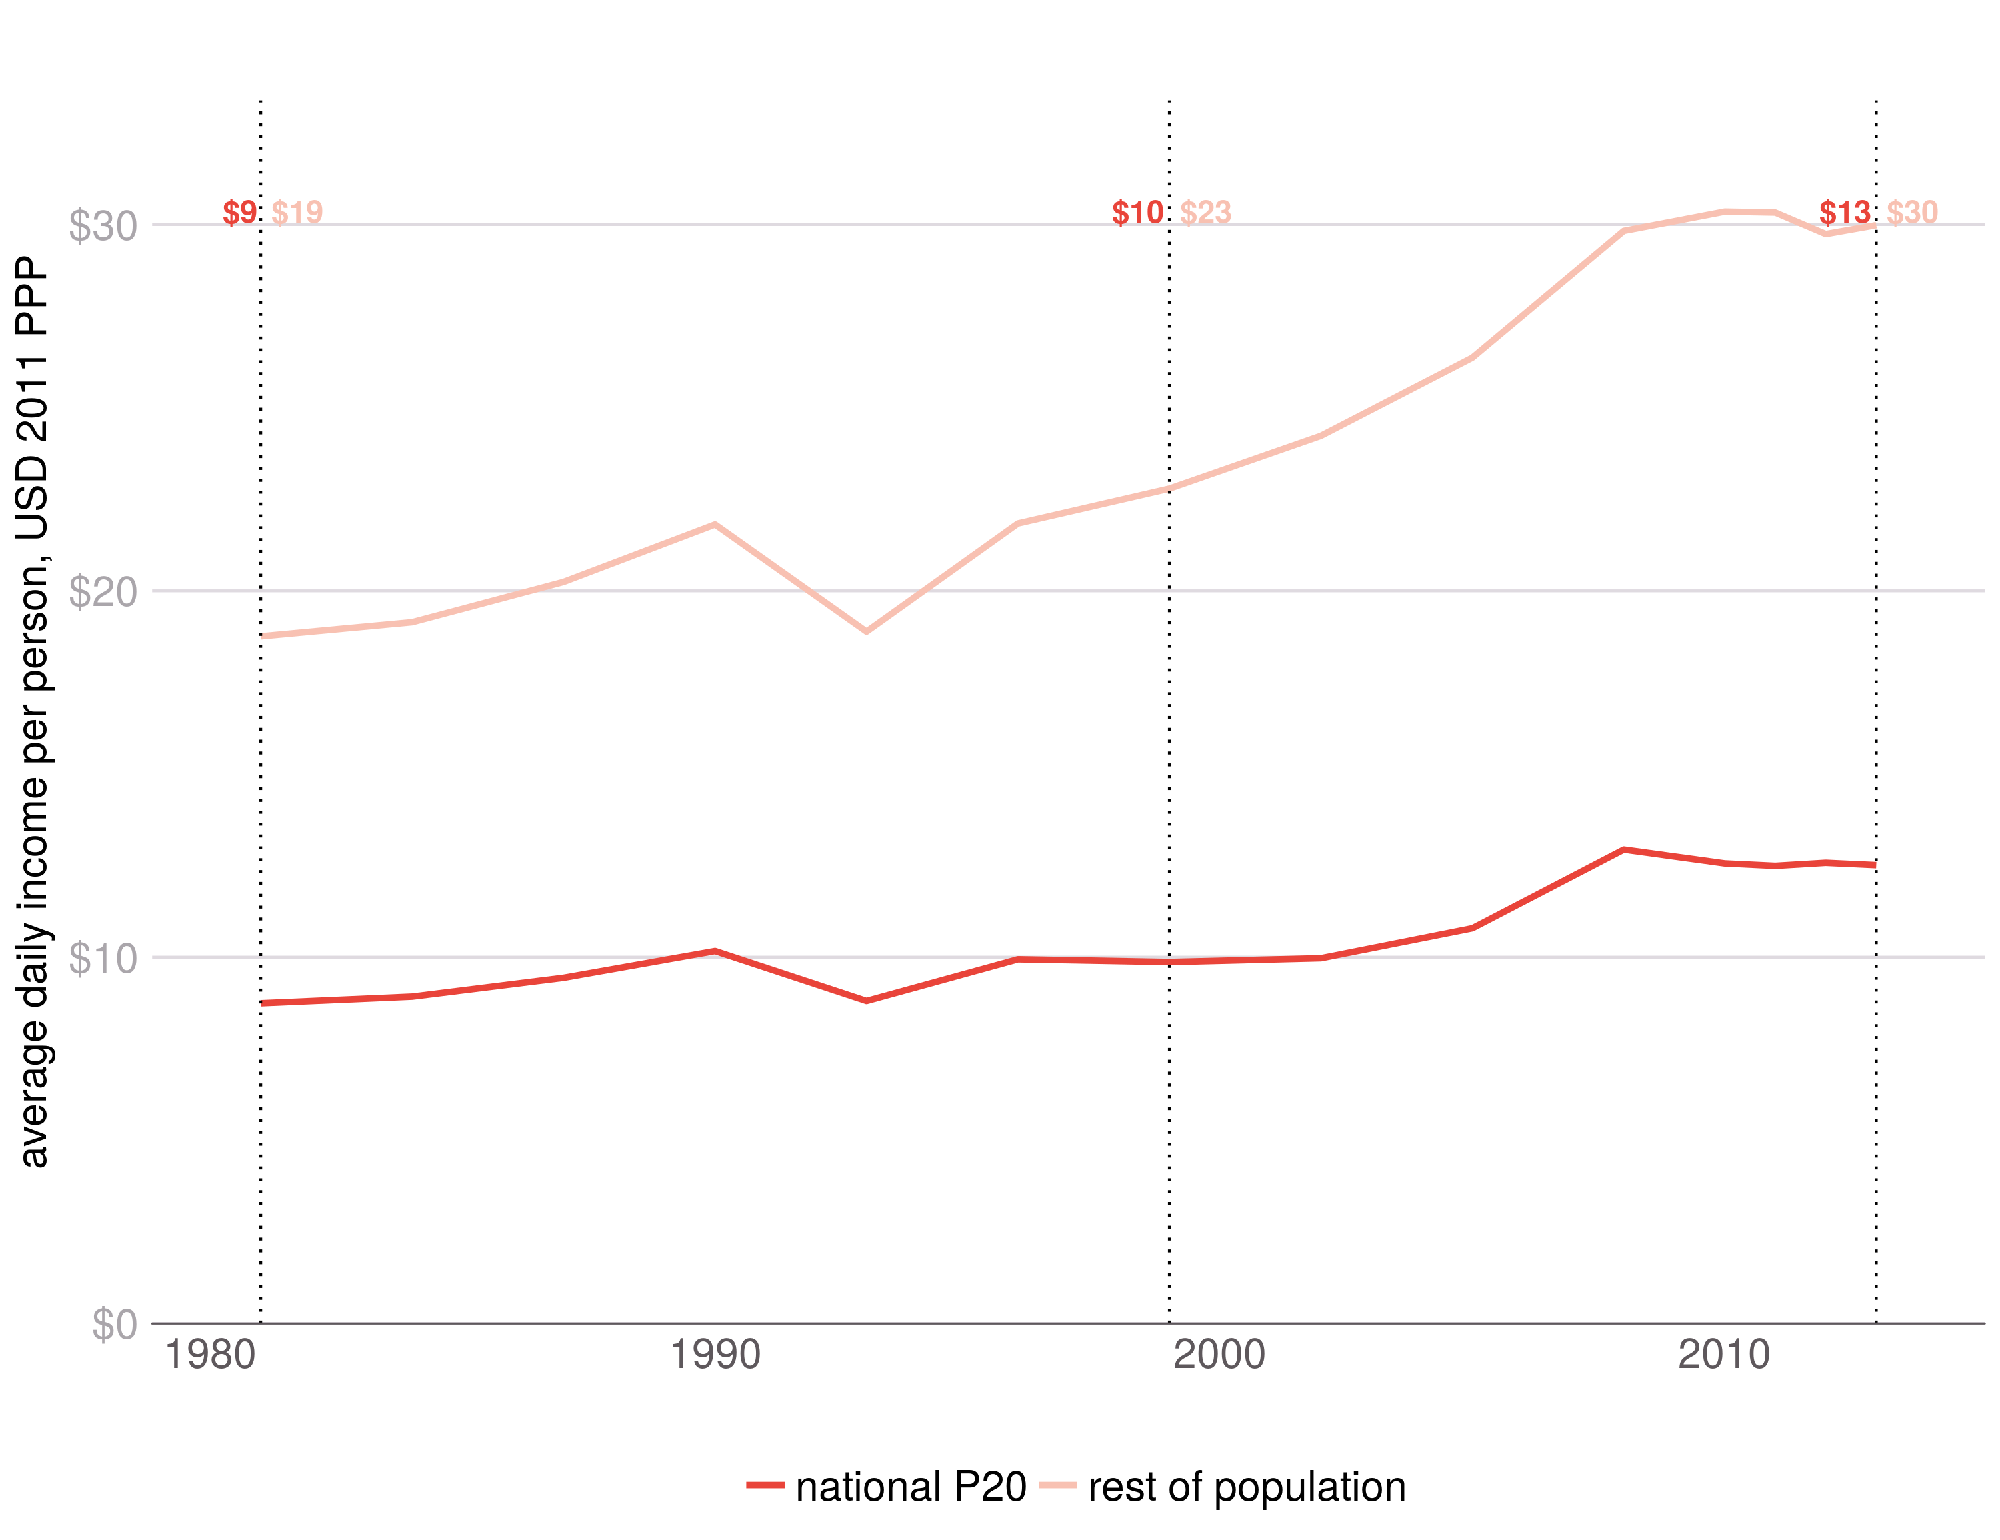 $9 $19 $10 $23 $13 $30
$30
$20
$10
$0
average daily income per person, USD 2011 PPP
1980 1990 2000 2010
national P20 rest of population